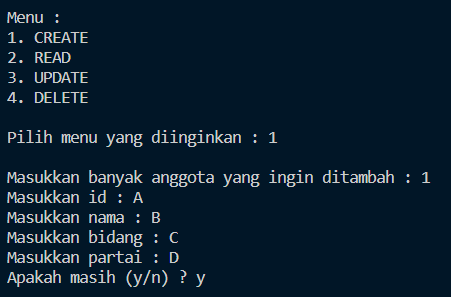 Menu :
1. CREATE
2. READ
3. UPDATE
4. DELETE
Pilih menu yang diinginkan : 1
Masukkan banyak anggota yang ingin ditambah : 1
Masukkan id : A
Masukkan nama : B
Masukkan bidang : C
Masukkan partai : D
Apakah masih (y/n) ? y